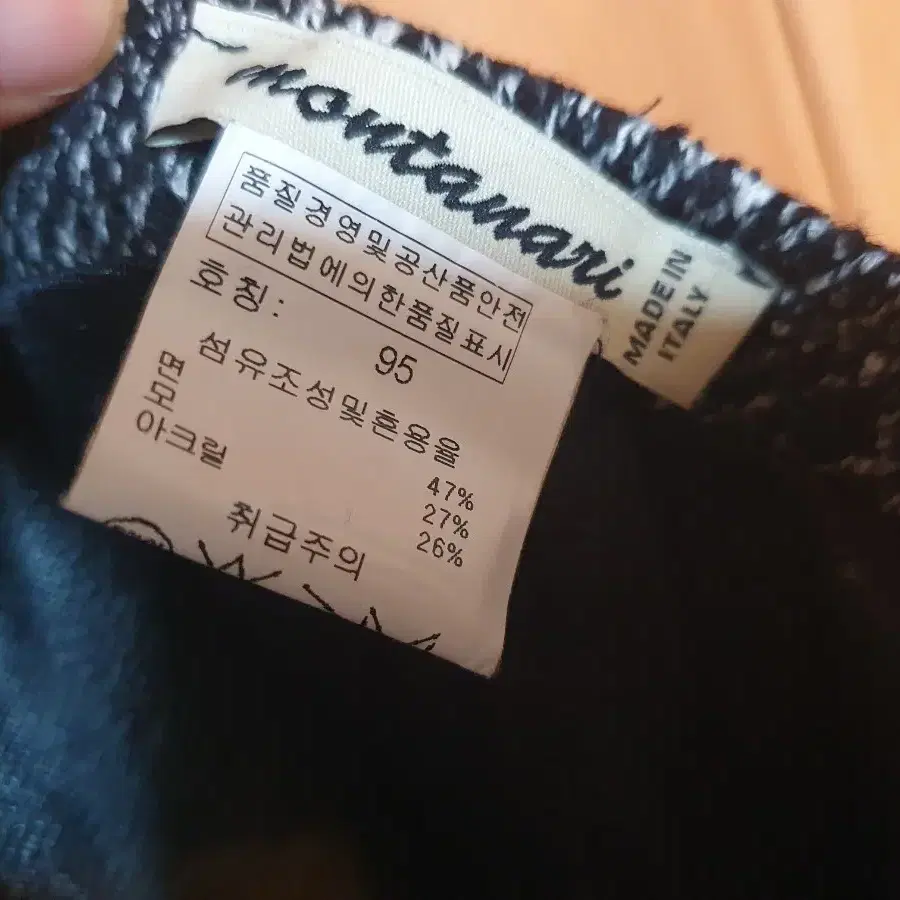 montanari
MADE IN
ITALY
품질경영및공산품안전
관리법에의한품질표시
호칭 :
95
섬유조성및혼용율
면 47%
모 27%
아크릴 26%
취금주의